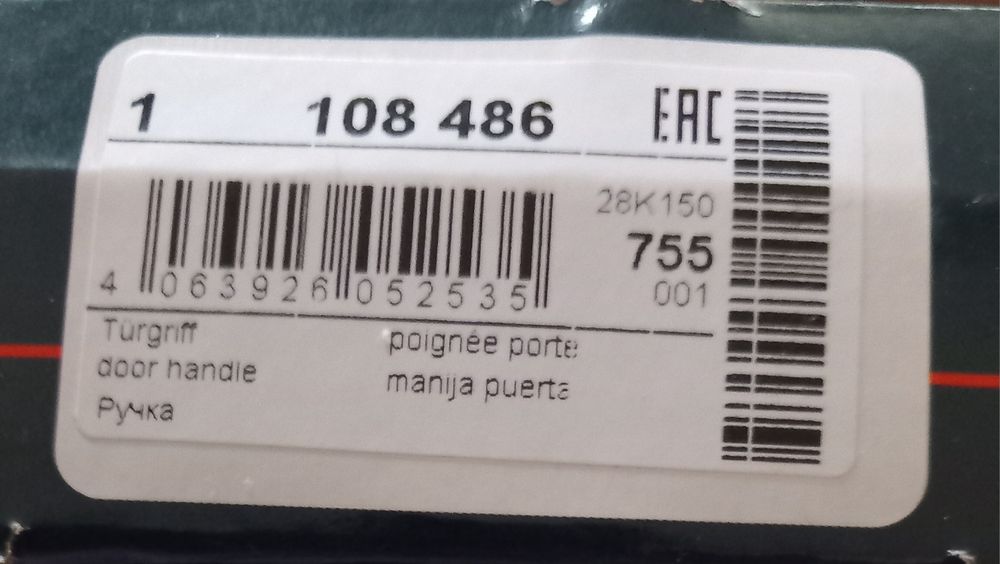 1 108 486 EAC
28K150
755
001
4 063926 052535
Türgriff poignée porte
door handle manija puerta
Ручка